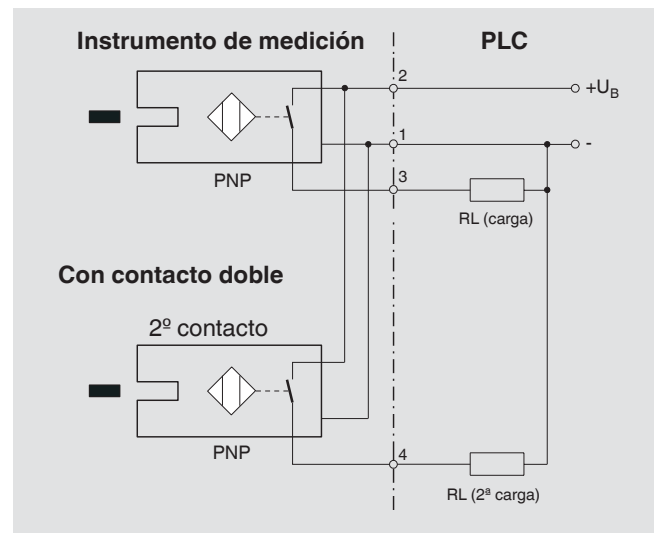 Instrumento de medición
PLC
2
+U_B
1
-
PNP
3
RL (carga)
Con contacto doble
2º contacto
PNP
4
RL (2ª carga)